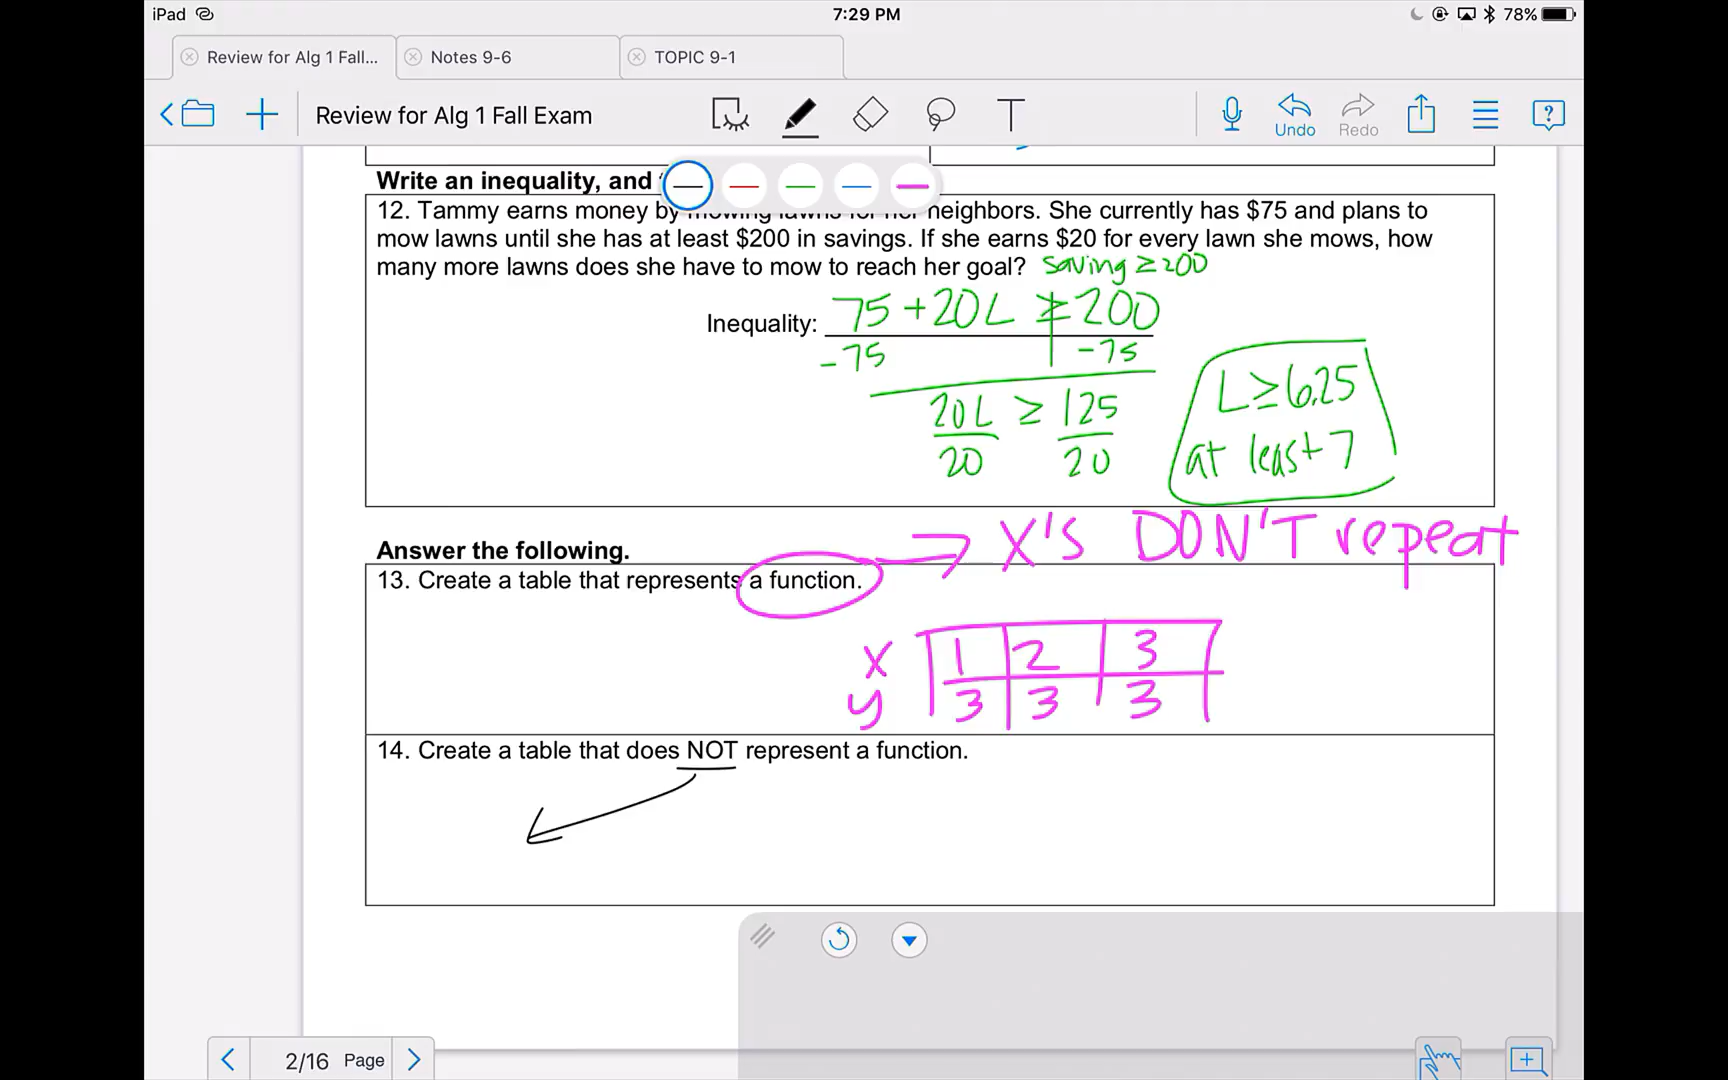 iPad 7:29 PM 78%
Review for Alg 1 Fall... Notes 9-6 TOPIC 9-1
Review for Alg 1 Fall Exam T Undo Redo
Write an inequality, and
12. Tammy earns money by mowing lawns for her neighbors. She currently has $75 and plans to
mow lawns until she has at least $200 in savings. If she earns $20 for every lawn she mows, how
many more lawns does she have to mow to reach her goal? saving ≥ 200
Inequality: 75 + 20L ≥ 200
-75 -75
20L ≥ 125
20 20
L ≥ 6.25
at least 7
X's DON'T repeat
Answer the following.
13. Create a table that represents a function.
x 1 2 3
y 3 3 3
14. Create a table that does NOT represent a function.
2/16 Page